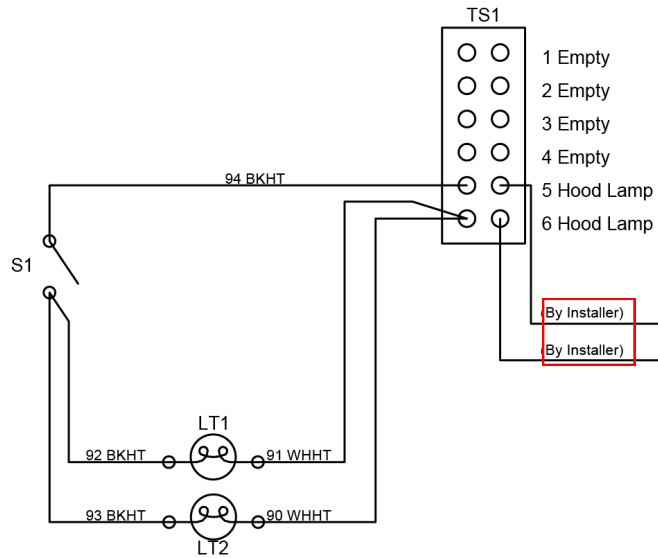 TS1
1 Empty
2 Empty
3 Empty
4 Empty
94 BKHT
5 Hood Lamp
6 Hood Lamp
S1
(By Installer)
(By Installer)
LT1
92 BKHT
91 WHHT
93 BKHT
90 WHHT
LT2